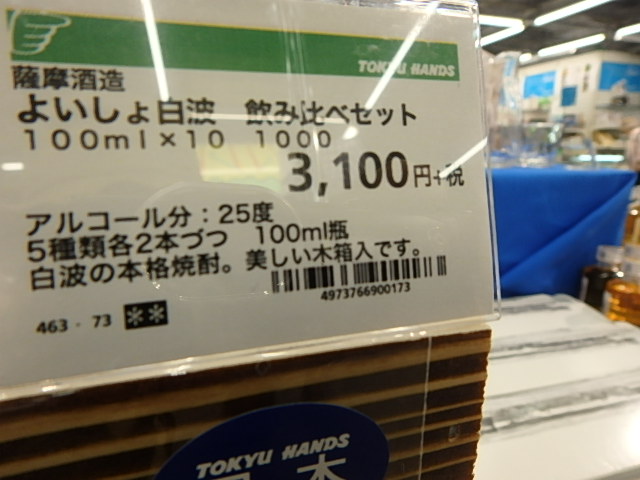 TOKYU HANDS
薩摩酒造
よいしょ白波　飲み比べセット
100ml×10　1000
3,100円+税
アルコール分：25度
5種類各2本づつ　100ml瓶
白波の本格焼酎。美しい木箱入です。
4973766900173
463 - 73 **
TOKYU HANDS